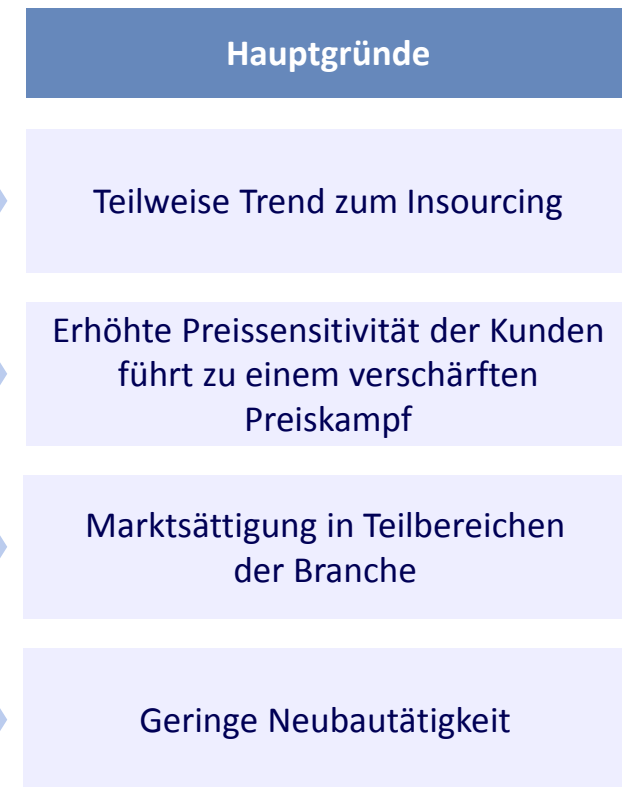 Hauptgründe
Teilweise Trend zum Insourcing
Erhöhte Preissensitivität der Kunden
führt zu einem verschärften
Preiskampf
Marktsättigung in Teilbereichen
der Branche
Geringe Neubautätigkeit